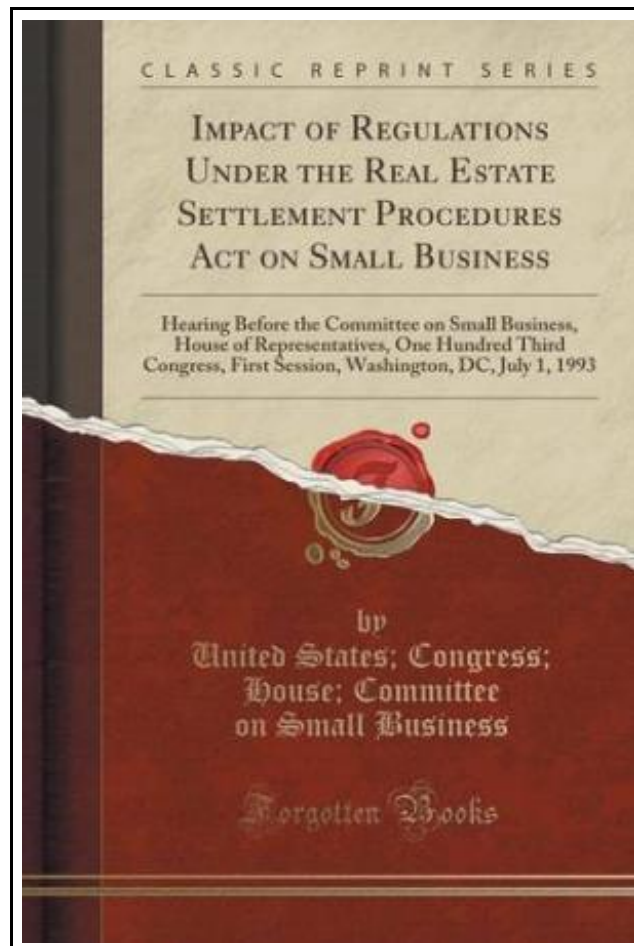 CLASSIC REPRINT SERIES
IMPACT OF REGULATIONS
UNDER THE REAL ESTATE
SETTLEMENT PROCEDURES
ACT ON SMALL BUSINESS
Hearing Before the Committee on Small Business,
House of Representatives, One Hundred Third
Congress, First Session, Washington, DC, July 1, 1993
by
United States; Congress;
House; Committee
on Small Business
Forgotten Books